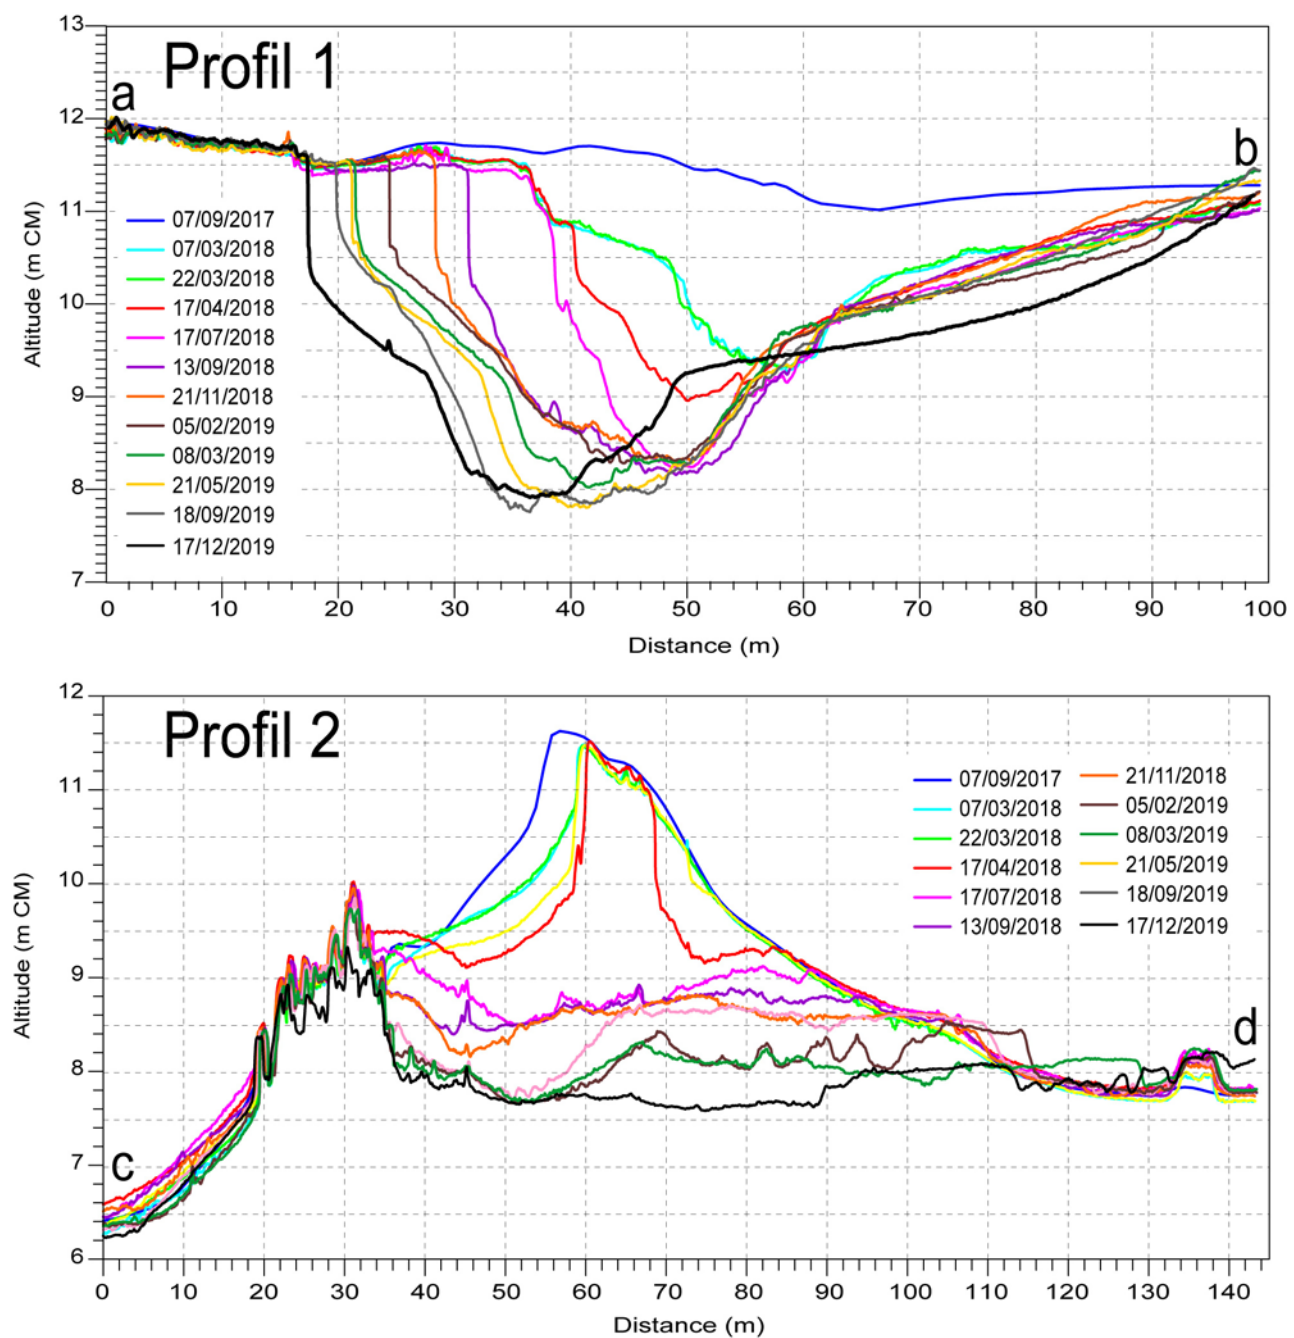 13
Profil 1
a
12
b
11
07/09/2017
07/03/2018
22/03/2018
10
17/04/2018
17/07/2018
13/09/2018
9
21/11/2018
05/02/2019
08/03/2019
8
21/05/2019
18/09/2019
17/12/2019
7
Altitude (m CM)
0 10 20 30 40 50 60 70 80 90 100
Distance (m)
12
Profil 2
11
07/09/2017 21/11/2018
07/03/2018 05/02/2019
22/03/2018 08/03/2019
17/04/2018 21/05/2019
17/07/2018 18/09/2019
13/09/2018 17/12/2019
10
9
8
d
7
c
6
Altitude (m CM)
0 10 20 30 40 50 60 70 80 90 100 110 120 130 140
Distance (m)